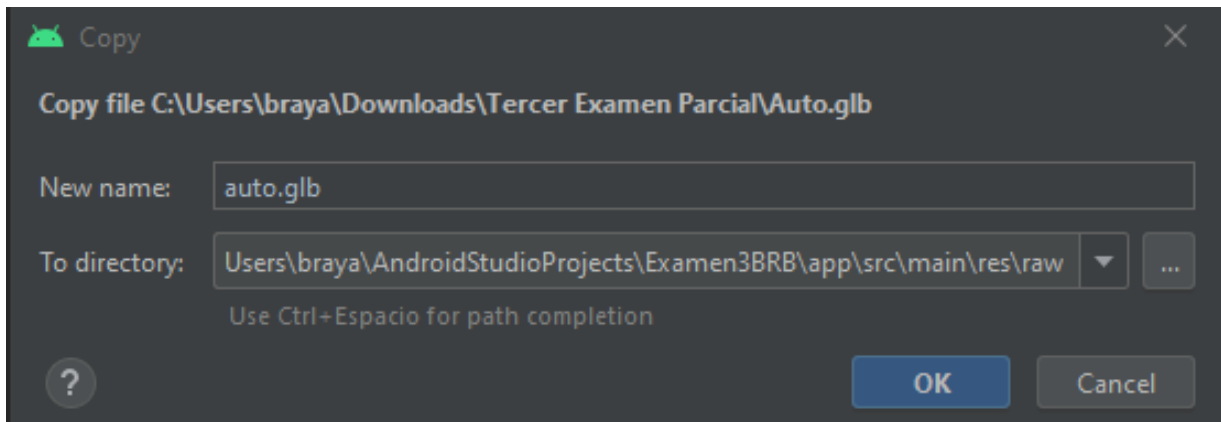 Copy
Copy file C:\Users\braya\Downloads\Tercer Examen Parcial\Auto.glb
New name: auto.glb
To directory: Users\braya\AndroidStudioProjects\Examen3BRB\app\src\main\res\raw ...
Use Ctrl+Espacio for path completion
? OK Cancel